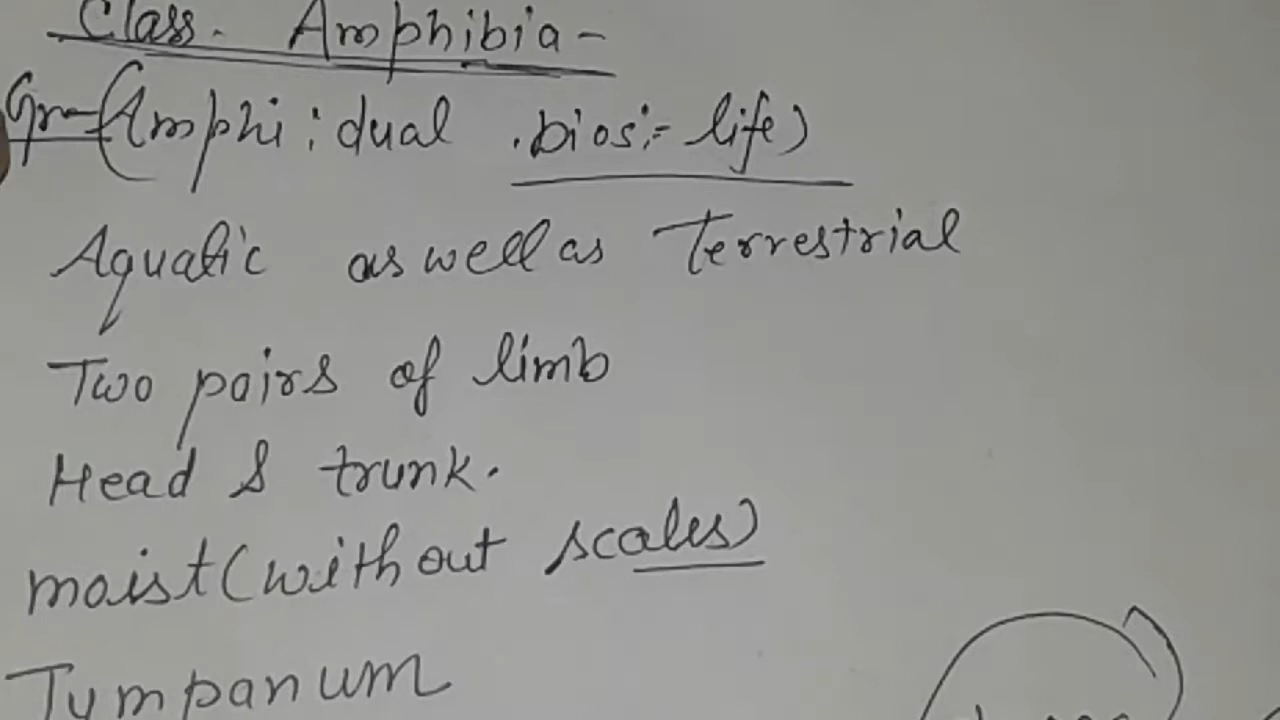 Class. Amphibia -
Gr- (Amphi : dual . bios:- life)
Aquatic as well as Terrestrial
Two pairs of limb
Head & trunk.
moist (without scales)
Tympanum